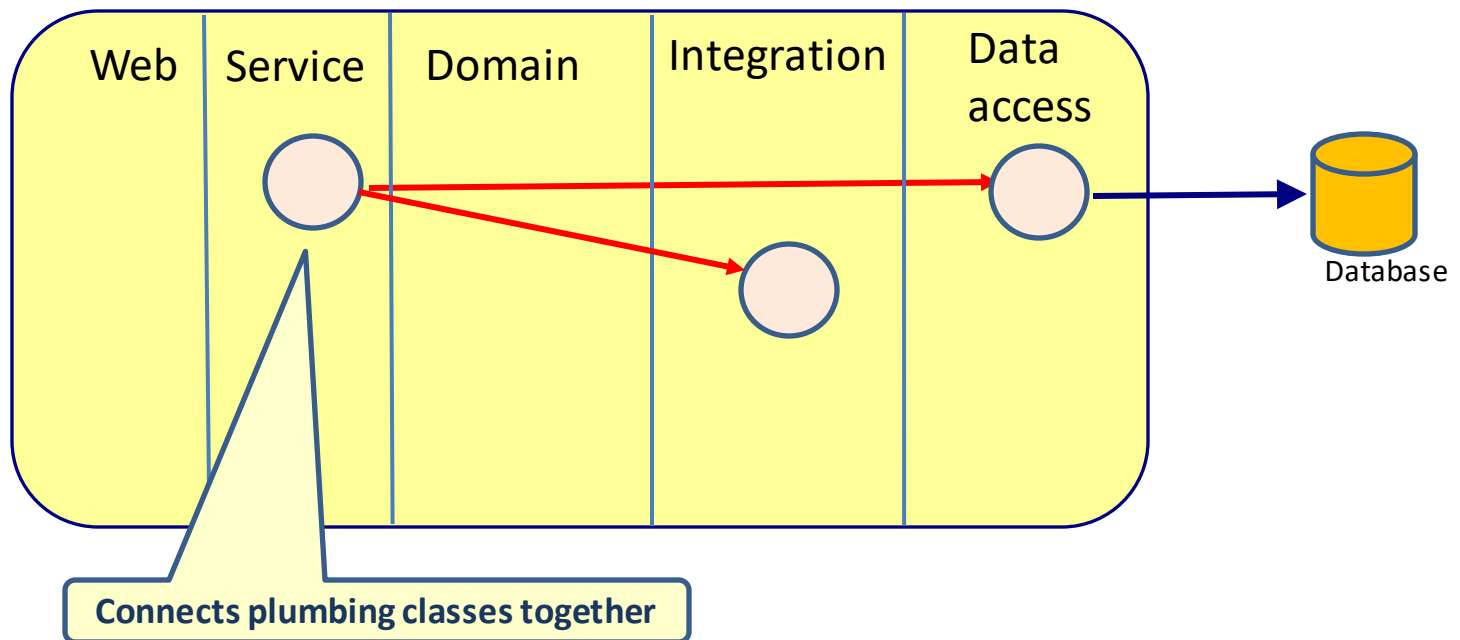 Web
Service
Domain
Integration
Data
access
Database
Connects plumbing classes together